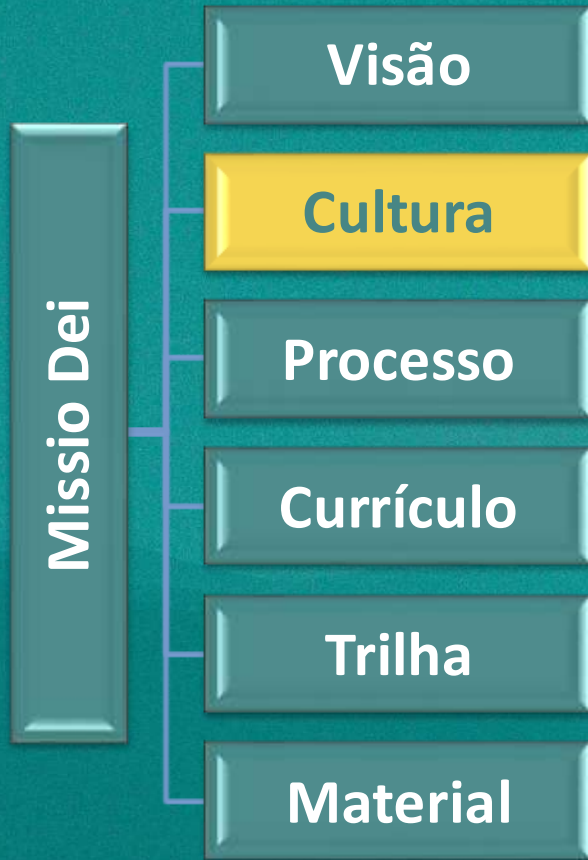 Missio Dei
Visão
Cultura
Processo
Currículo
Trilha
Material